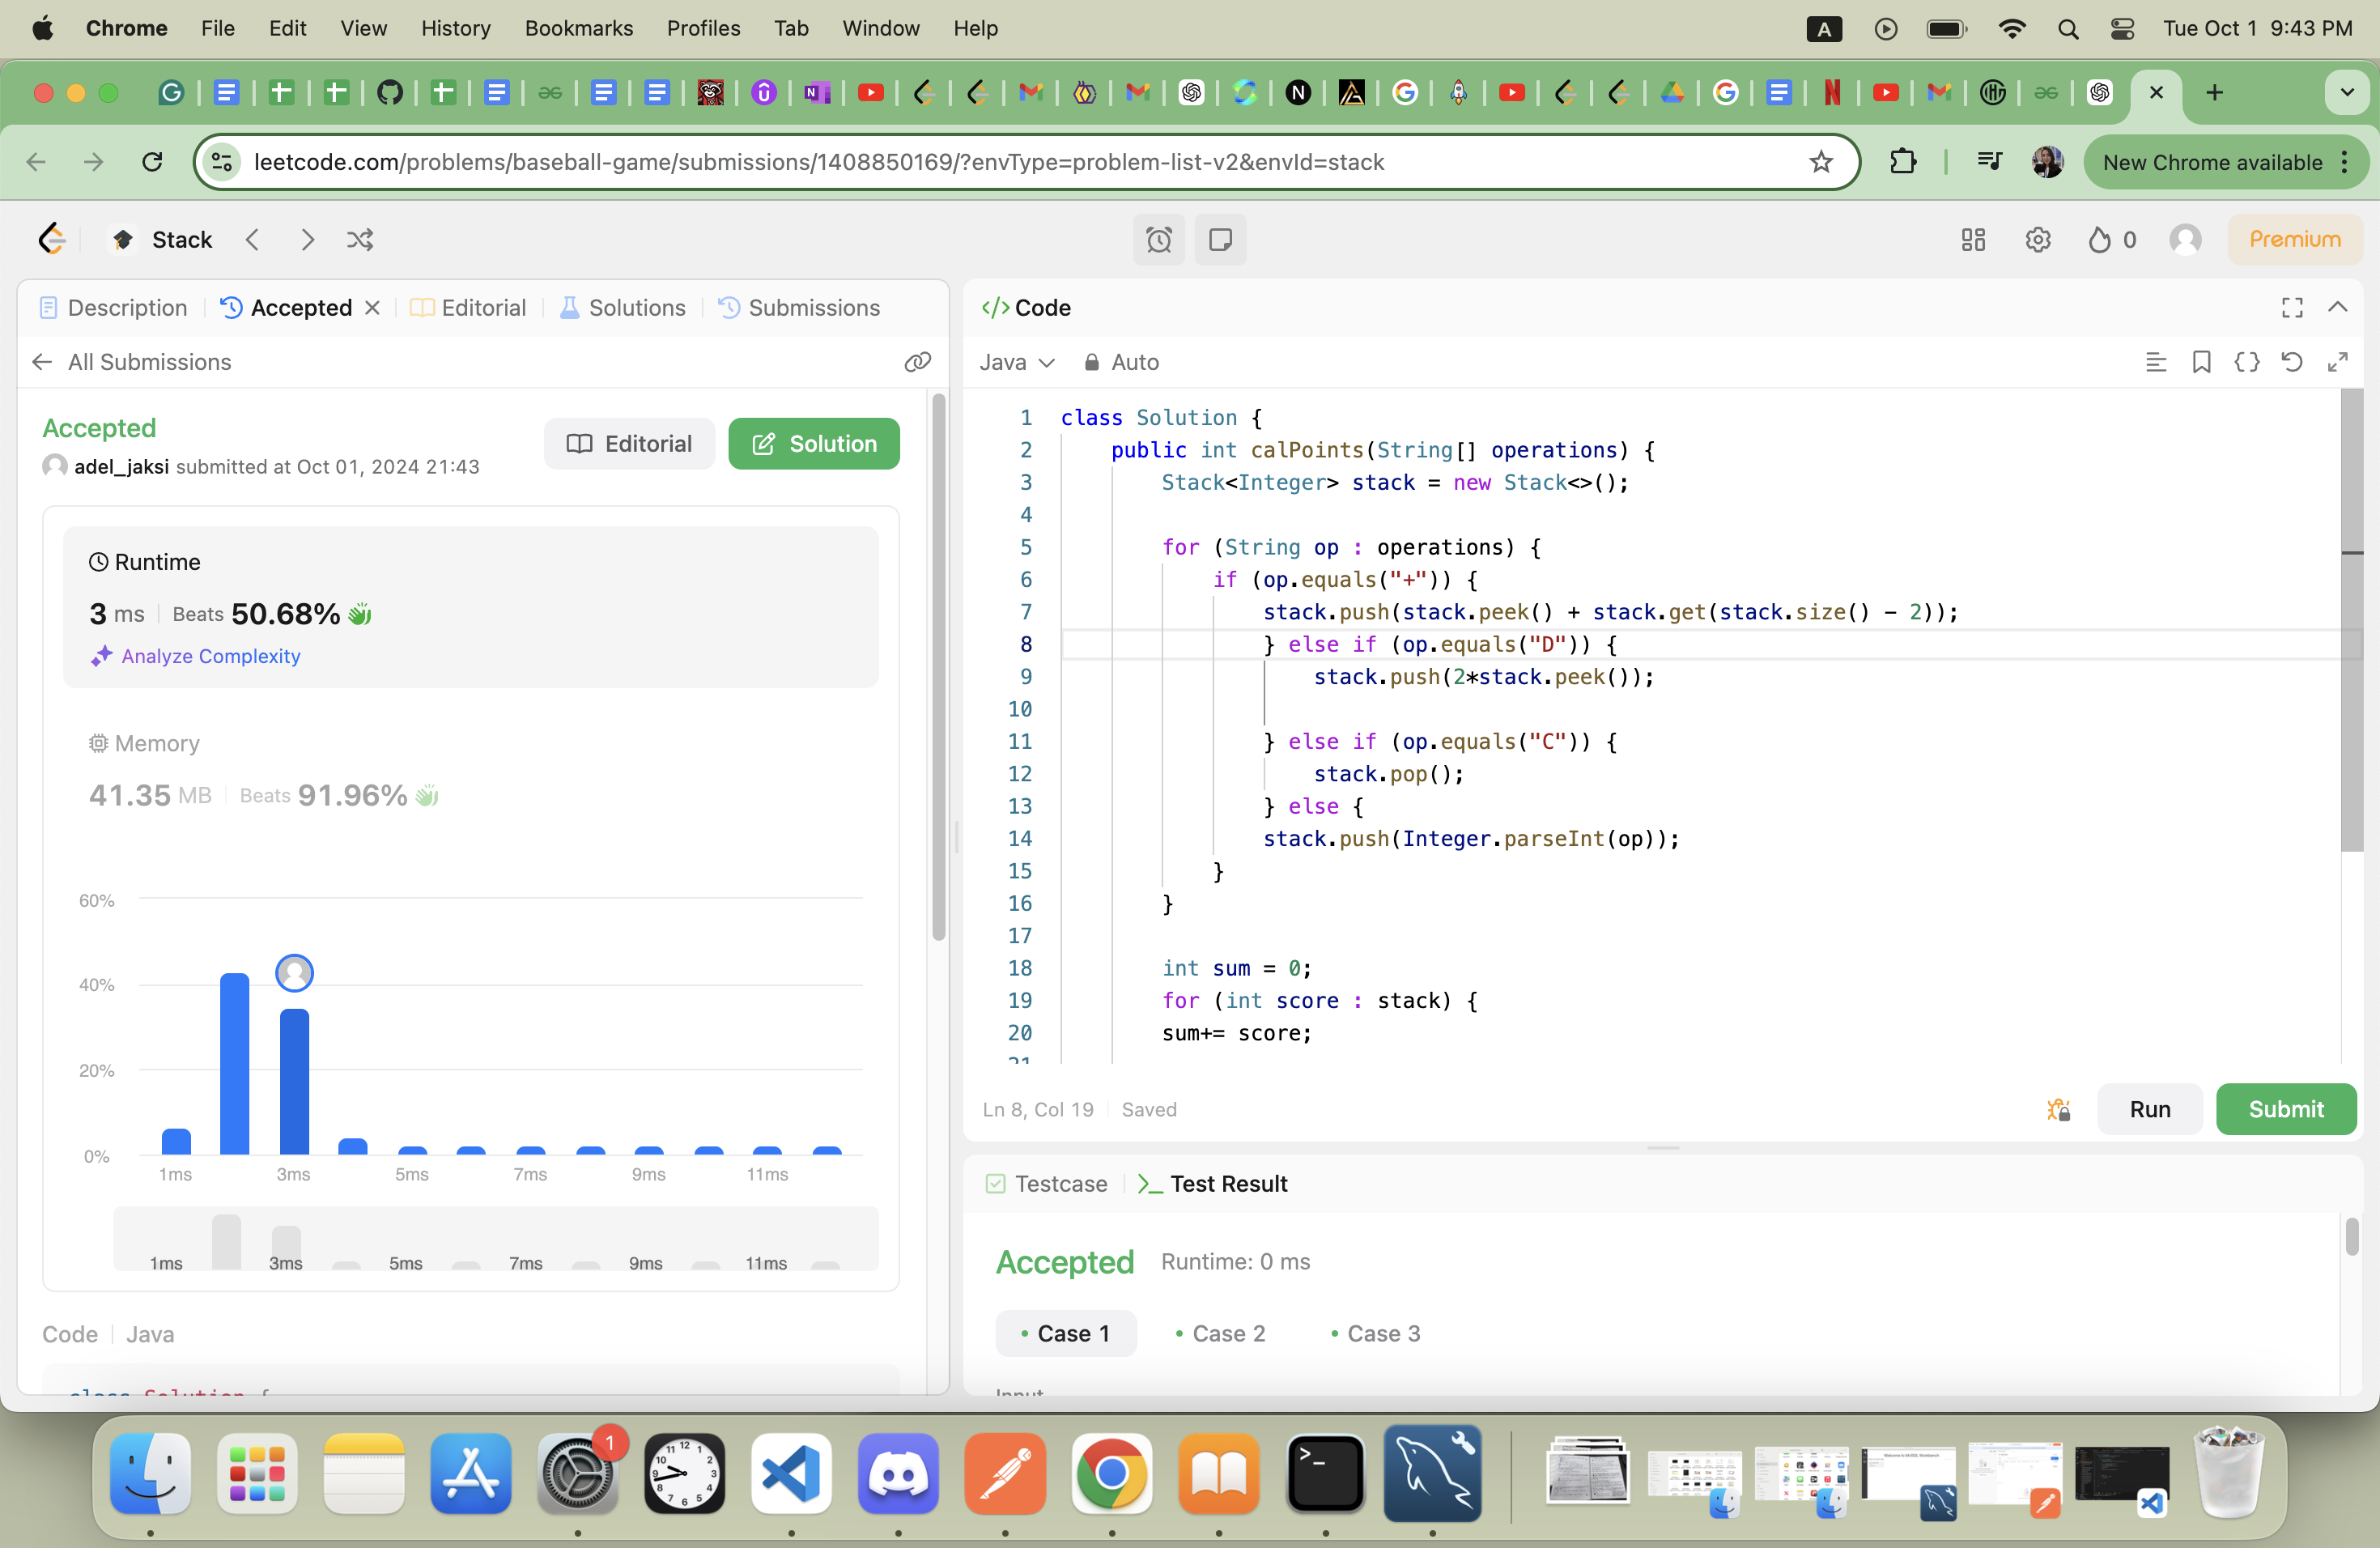 Chrome File Edit View History Bookmarks Profiles Tab Window Help A Tue Oct 1 9:43 PM
leetcode.com/problems/baseball-game/submissions/1408850169/?envType=problem-list-v2&envId=stack New Chrome available
Stack 0 Premium
Description Accepted Editorial Solutions Submissions
All Submissions
Accepted
adel_jaksi submitted at Oct 01, 2024 21:43
Editorial Solution
Runtime
3 ms Beats 50.68%
Analyze Complexity
Memory
41.35 MB Beats 91.96%
60%
40%
20%
0%
1ms 3ms 5ms 7ms 9ms 11ms
1ms 3ms 5ms 7ms 9ms 11ms
Code Java
class Solution {
</> Code
Java Auto
1 class Solution {
2 public int calPoints(String[] operations) {
3 Stack<Integer> stack = new Stack<>();
4
5 for (String op : operations) {
6 if (op.equals("+")) {
7 stack.push(stack.peek() + stack.get(stack.size() - 2));
8 } else if (op.equals("D")) {
9 stack.push(2*stack.peek());
10
11 } else if (op.equals("C")) {
12 stack.pop();
13 } else {
14 stack.push(Integer.parseInt(op));
15 }
16 }
17
18 int sum = 0;
19 for (int score : stack) {
20 sum+= score;
21
Ln 8, Col 19 Saved
Run Submit
Testcase >_ Test Result
Accepted Runtime: 0 ms
Case 1 Case 2 Case 3
Input
1